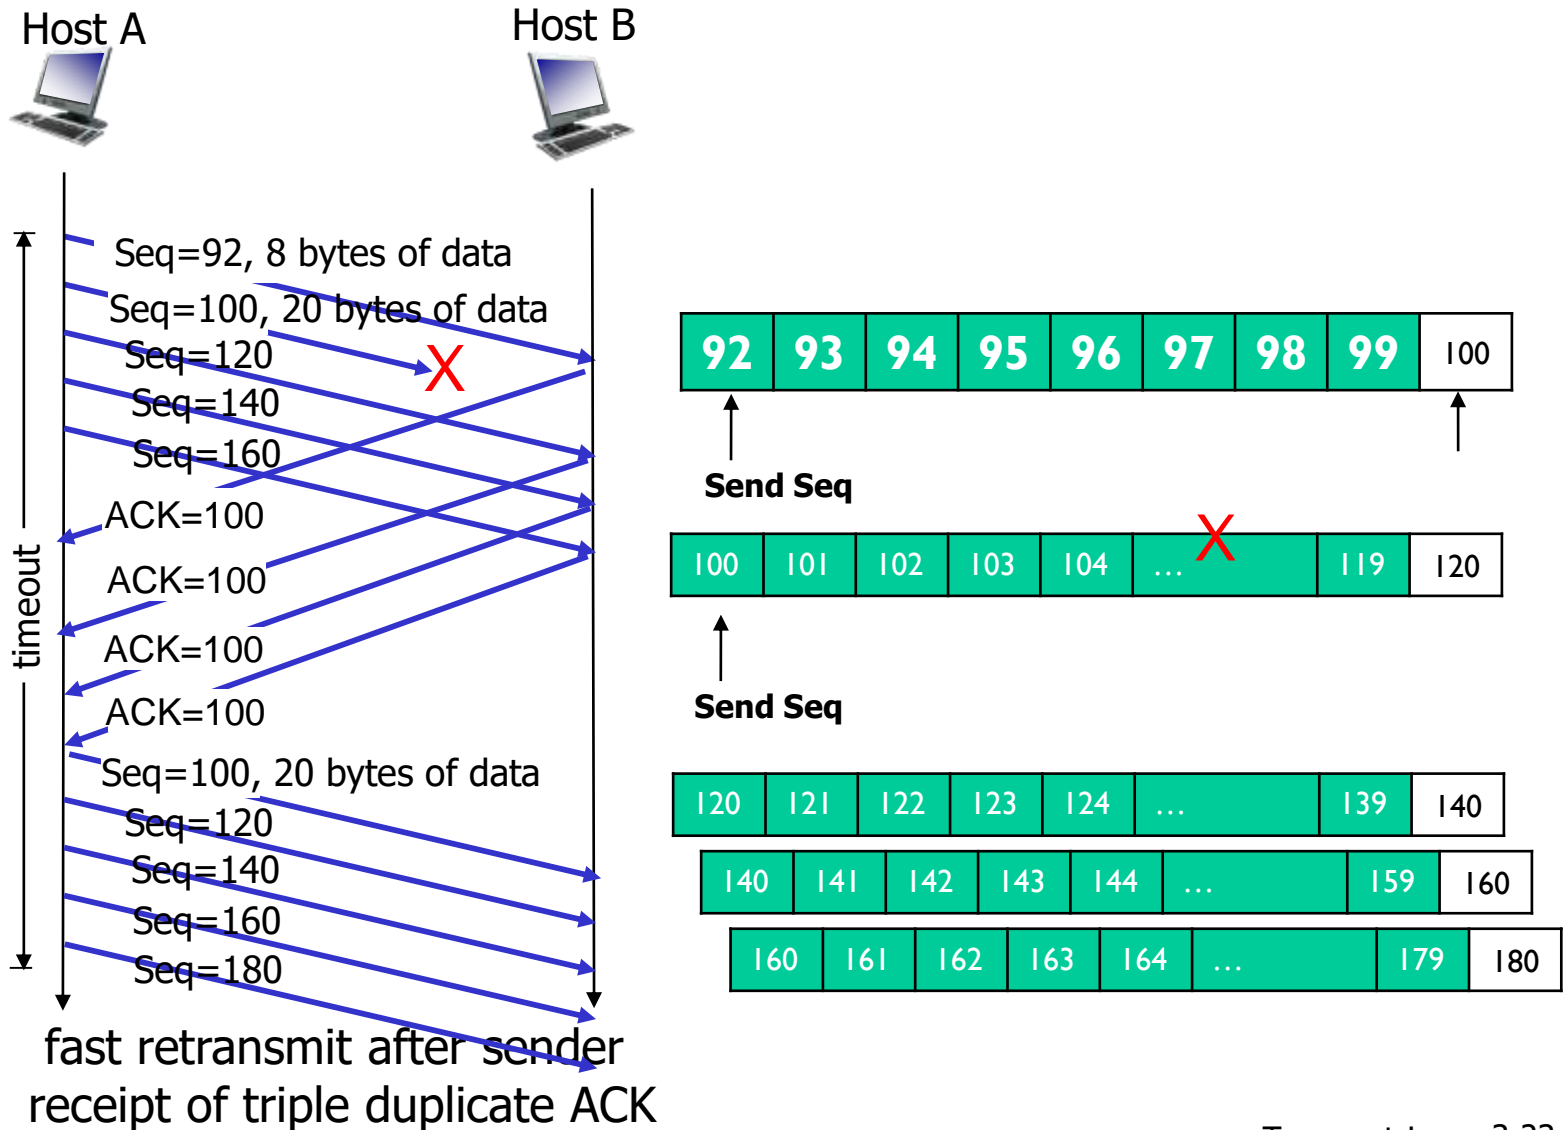 Host A
Host B
Seq=92, 8 bytes of data
Seq=100, 20 bytes of data
Seq=120
X
Seq=140
Seq=160
ACK=100
ACK=100
ACK=100
ACK=100
timeout
Seq=100, 20 bytes of data
Seq=120
Seq=140
Seq=160
Seq=180
fast retransmit after sender
receipt of triple duplicate ACK
92 93 94 95 96 97 98 99 100
Send Seq
X
100 101 102 103 104 ... 119 120
Send Seq
120 121 122 123 124 ... 139 140
140 141 142 143 144 ... 159 160
160 161 162 163 164 ... 179 180